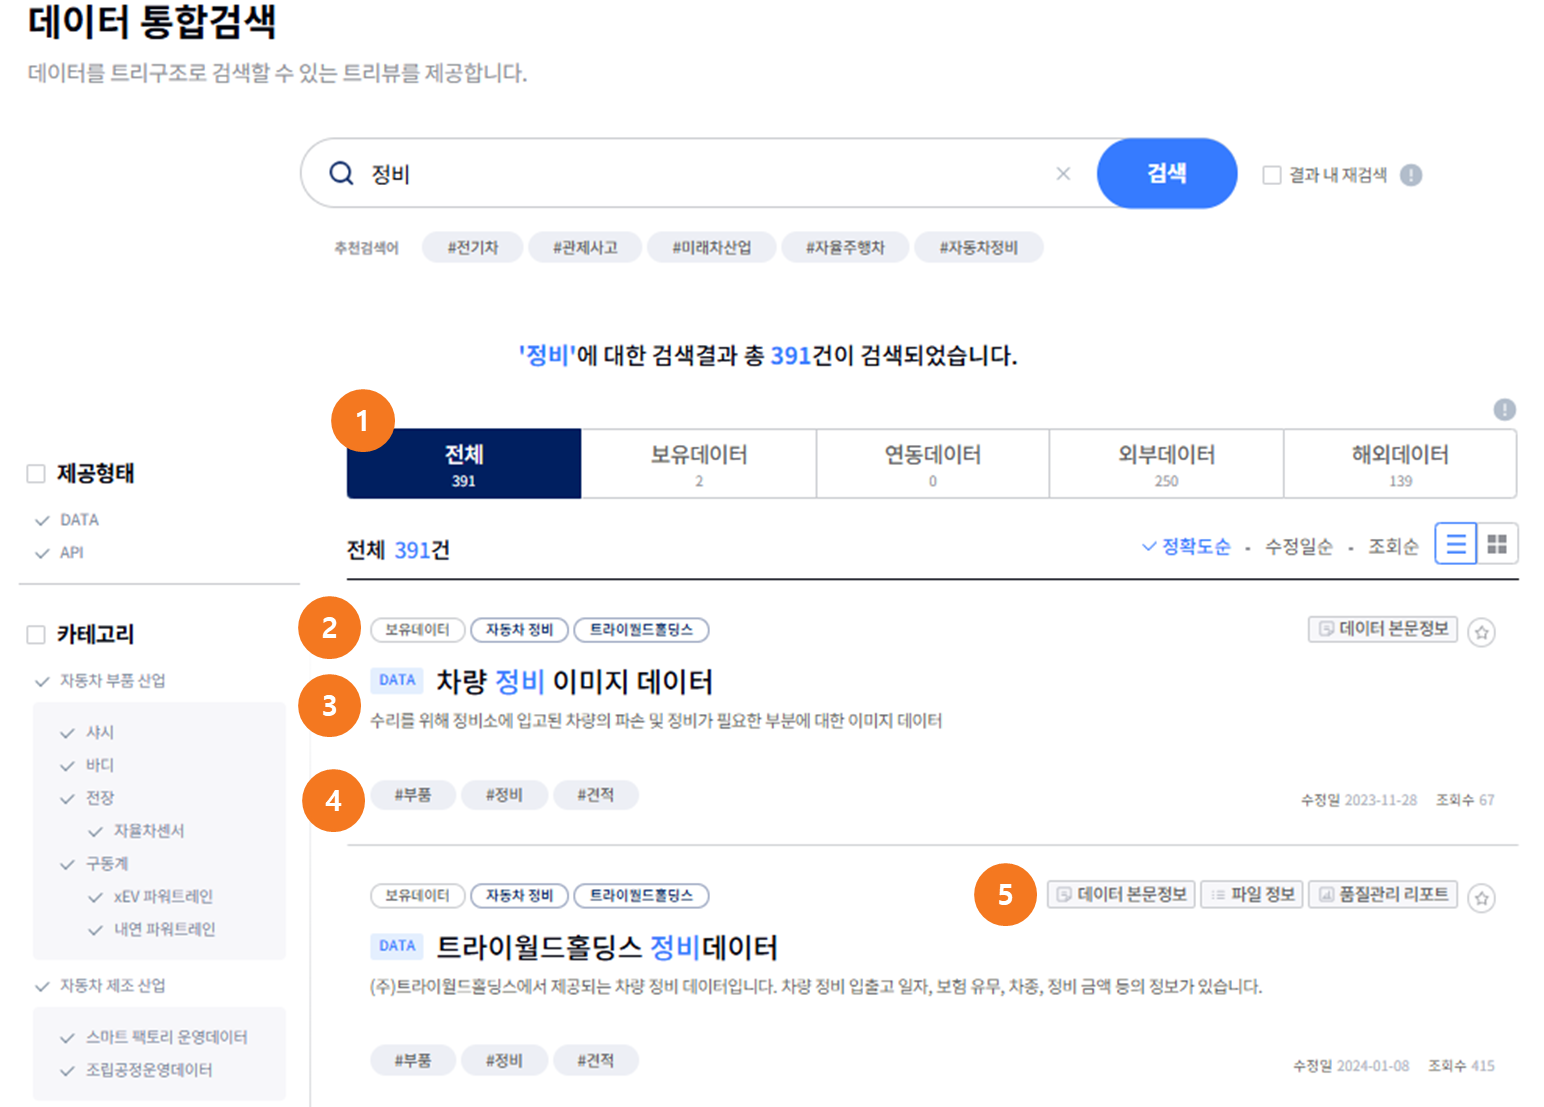 데이터 통합검색
데이터를 트리구조로 검색할 수 있는 트리뷰를 제공합니다.
정비
검색
결과 내 재검색
추천검색어 #전기차 #관제사고 #미래차산업 #자율주행차 #자동차정비
'정비'에 대한 검색결과 총 391건이 검색되었습니다.
1
전체 보유데이터 연동데이터 외부데이터 해외데이터
391 2 0 250 139
제공형태
DATA
API
카테고리
자동차 부품 산업
샤시
바디
전장
자율차센서
구동계
xEV 파워트레인
내연 파워트레인
자동차 제조 산업
스마트 팩토리 운영데이터
조립공정운영데이터
전체 391건 정확도순 수정일순 조회순
2
보유데이터 자동차 정비 트라이월드홀딩스 데이터 본문정보
DATA 차량 정비 이미지 데이터
3
수리를 위해 정비소에 입고된 차량의 파손 및 정비가 필요한 부분에 대한 이미지 데이터
4
#부품 #정비 #견적 수정일 2023-11-28 조회수 67
5
보유데이터 자동차 정비 트라이월드홀딩스 데이터 본문정보 파일 정보 품질관리 리포트
DATA 트라이월드홀딩스 정비데이터
(주)트라이월드홀딩스에서 제공되는 차량 정비 데이터입니다. 차량 정비 입출고 일자, 보험 유무, 차종, 정비 금액 등의 정보가 있습니다.
#부품 #정비 #견적 수정일 2024-01-08 조회수 415